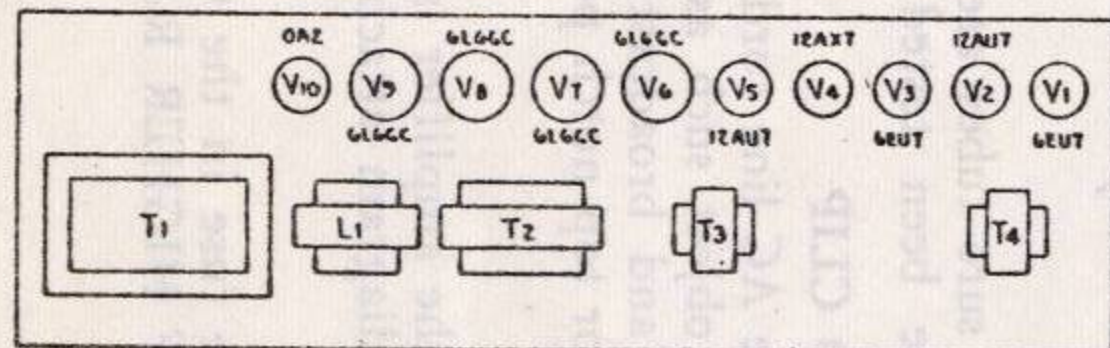 OA2 6L6GC 6L6GC 12AX7 12AU7
V10 V9 V8 V7 V6 V5 V4 V3 V2 V1
6L6GC 6L6GC 12AU7 6EU7 6EU7
T1 L1 T2 T3 T4